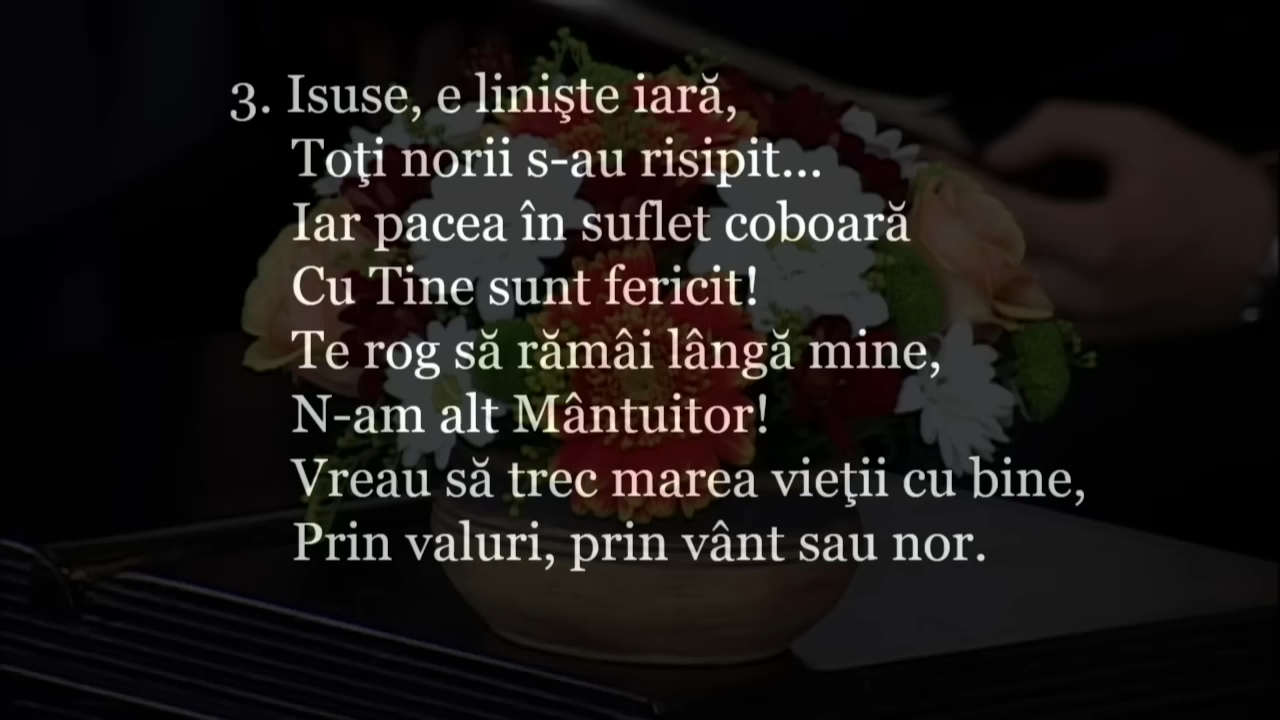 3. Isuse, e linişte iară,
Toţi norii s-au risipit...
Iar pacea în suflet coboară
Cu Tine sunt fericit!
Te rog să rămâi lângă mine,
N-am alt Mântuitor!
Vreau să trec marea vieţii cu bine,
Prin valuri, prin vânt sau nor.